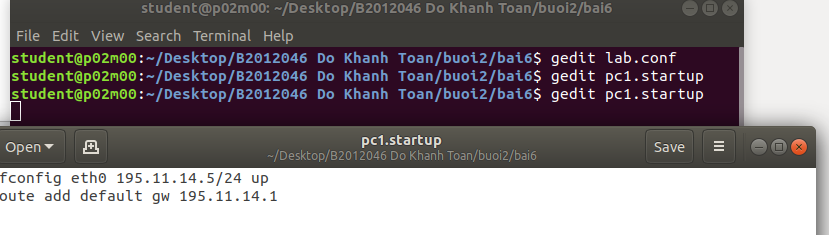 student@p02m00: ~/Desktop/B2012046 Do Khanh Toan/buoi2/bai6
File Edit View Search Terminal Help
student@p02m00:~/Desktop/B2012046 Do Khanh Toan/buoi2/bai6$ gedit lab.conf
student@p02m00:~/Desktop/B2012046 Do Khanh Toan/buoi2/bai6$ gedit pc1.startup
student@p02m00:~/Desktop/B2012046 Do Khanh Toan/buoi2/bai6$ gedit pc1.startup
Open pc1.startup Save
~/Desktop/B2012046 Do Khanh Toan/buoi2/bai6
fconfig eth0 195.11.14.5/24 up
oute add default gw 195.11.14.1